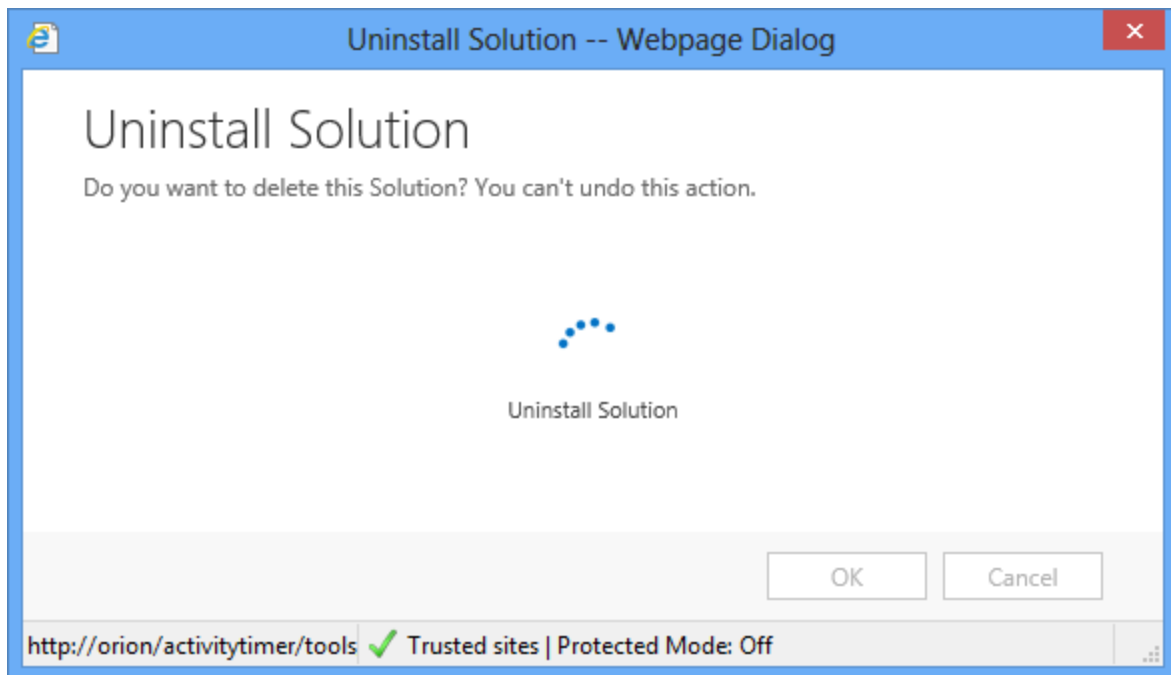 Uninstall Solution -- Webpage Dialog
Uninstall Solution
Do you want to delete this Solution? You can't undo this action.
Uninstall Solution
OK Cancel
http://orion/activitytimer/tools Trusted sites | Protected Mode: Off